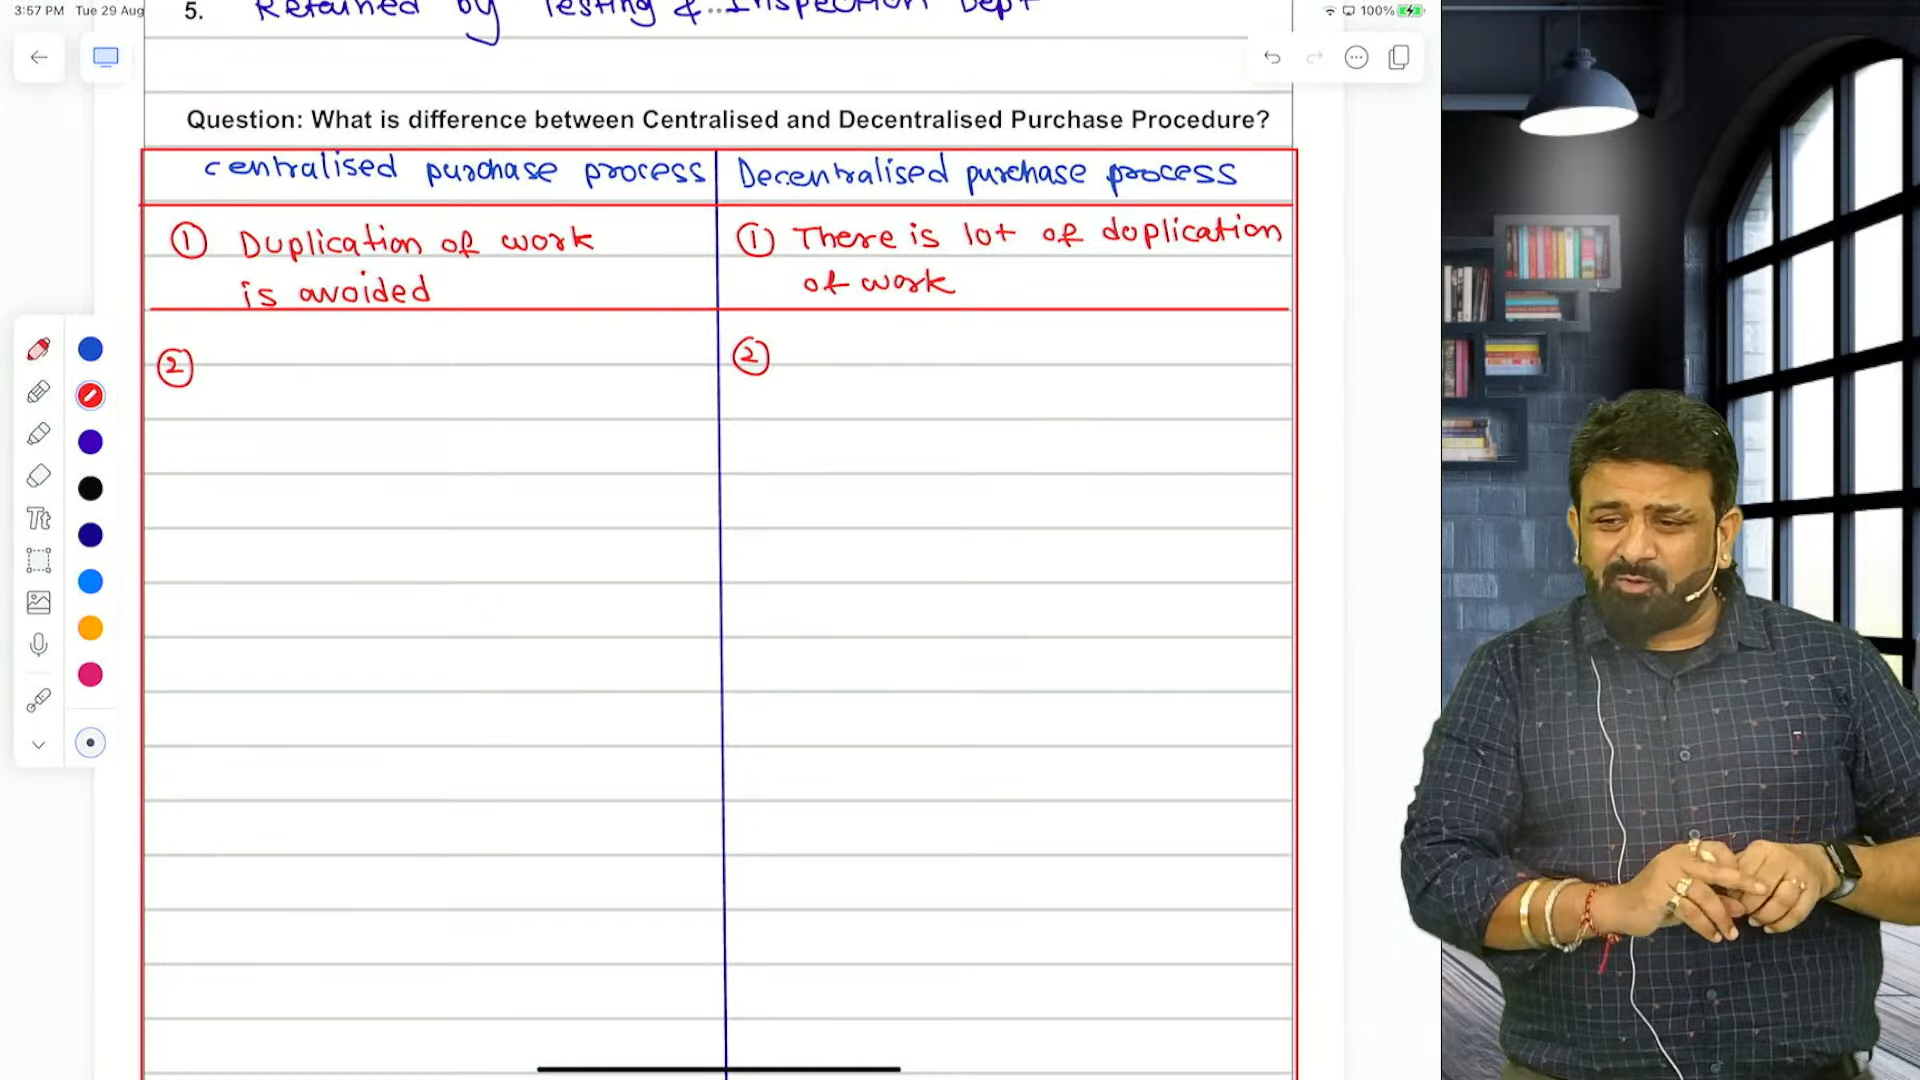 3:57 PM Tue 29 Aug
100%
5. Retained by Testing & Inspection Dept
Question: What is difference between Centralised and Decentralised Purchase Procedure?
centralised purchase process
Decentralised purchase process
① Duplication of work
is avoided
① There is lot of duplication
of work
②
②
Tt